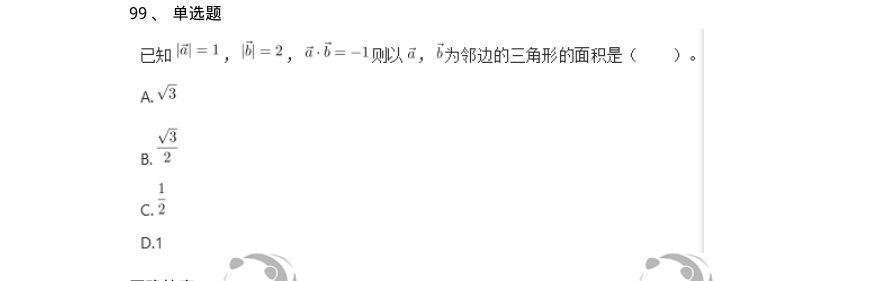 99、 单选题
已知 |a⃗| = 1， |b⃗| = 2， a⃗ · b⃗ = −1 则以 a⃗， b⃗ 为邻边的三角形的面积是（　　）。
A. √3
B. √3/2
C. 1/2
D.1